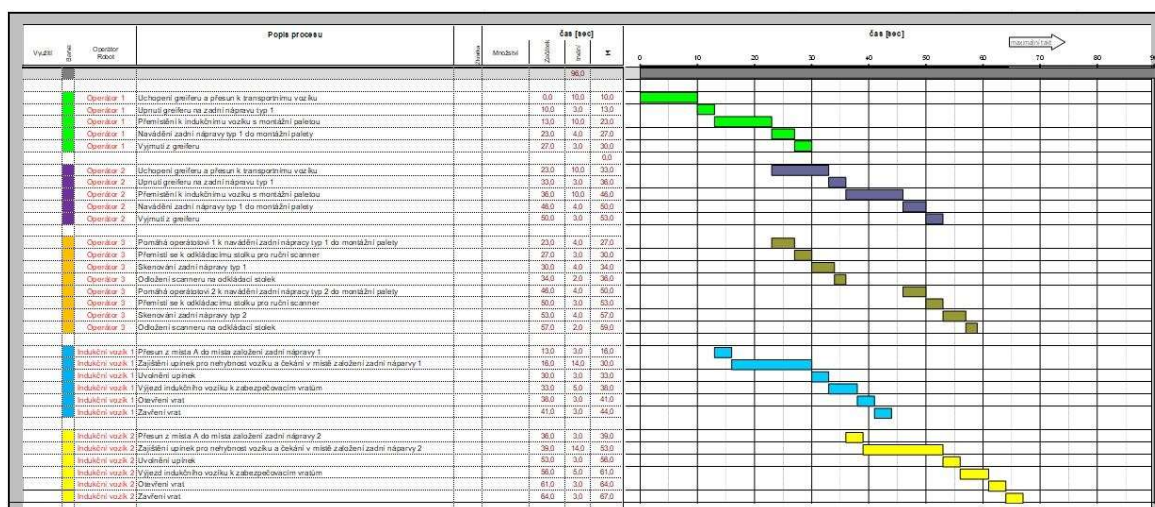 Popis procesu čas [sec] čas [sec]
Využití Barva Operátor Robot Množství Začátek trvání Σ maximální takt
0 10 20 30 40 50 60 70 80 90
96,0
Operátor 1 Uchopení greiferu a přesun k transportnímu vozíku 0,0 10,0 10,0
Operátor 1 Upnutí greiferu na zadní nápravu typ 1 10,0 3,0 13,0
Operátor 1 Přemístění k indukčnímu vozíku s montážní paletou 13,0 10,0 23,0
Operátor 1 Navádění zadní nápravy typ 1 do montážní palety 23,0 4,0 27,0
Operátor 1 Vyjmutí z greiferu 27,0 3,0 30,0
0,0
Operátor 2 Uchopení greiferu a přesun k transportnímu vozíku 23,0 10,0 33,0
Operátor 2 Upnutí greiferu na zadní nápravu typ 1 33,0 3,0 36,0
Operátor 2 Přemístění k indukčnímu vozíku s montážní paletou 36,0 10,0 46,0
Operátor 2 Navádění zadní nápravy typ 1 do montážní palety 46,0 4,0 50,0
Operátor 2 Vyjmutí z greiferu 50,0 3,0 53,0
Operátor 3 Pomáhá operátotovi 1 k navádění zadní nápracy typ 1 do montážní palety 23,0 4,0 27,0
Operátor 3 Přemístí se k odkládacímu stolku pro ruční scanner 27,0 3,0 30,0
Operátor 3 Skenování zadní nápravy typ 1 30,0 4,0 34,0
Operátor 3 Odložení scanneru na odkládací stolek 34,0 2,0 36,0
Operátor 3 Pomáhá operátotovi 2 k navádění zadní nápracy typ 2 do montážní palety 46,0 4,0 50,0
Operátor 3 Přemístí se k odkládacímu stolku pro ruční scanner 50,0 3,0 53,0
Operátor 3 Skenování zadní nápravy typ 2 53,0 4,0 57,0
Operátor 3 Odložení scanneru na odkládací stolek 57,0 2,0 59,0
Indukční vozík 1 Přesun z místa A do místa založení zadní nápravy 1 13,0 3,0 16,0
Indukční vozík 1 Zajištění upínek pro nehybnost vozíku a čekání v místě založení zadní náparvy 1 16,0 14,0 30,0
Indukční vozík 1 Uvolnění upínek 30,0 3,0 33,0
Indukční vozík 1 Výjezd indukčního vozíku k zabezpečovacím vratům 33,0 5,0 38,0
Indukční vozík 1 Otevření vrat 38,0 3,0 41,0
Indukční vozík 1 Zavření vrat 41,0 3,0 44,0
Indukční vozík 2 Přesun z místa A do místa založení zadní nápravy 2 36,0 3,0 39,0
Indukční vozík 2 Zajištění upínek pro nehybnost vozíku a čekání v místě založení zadní náparvy 2 39,0 14,0 53,0
Indukční vozík 2 Uvolnění upínek 53,0 3,0 56,0
Indukční vozík 2 Výjezd indukčního vozíku k zabezpečovacím vratům 56,0 5,0 61,0
Indukční vozík 2 Otevření vrat 61,0 3,0 64,0
Indukční vozík 2 Zavření vrat 64,0 3,0 67,0